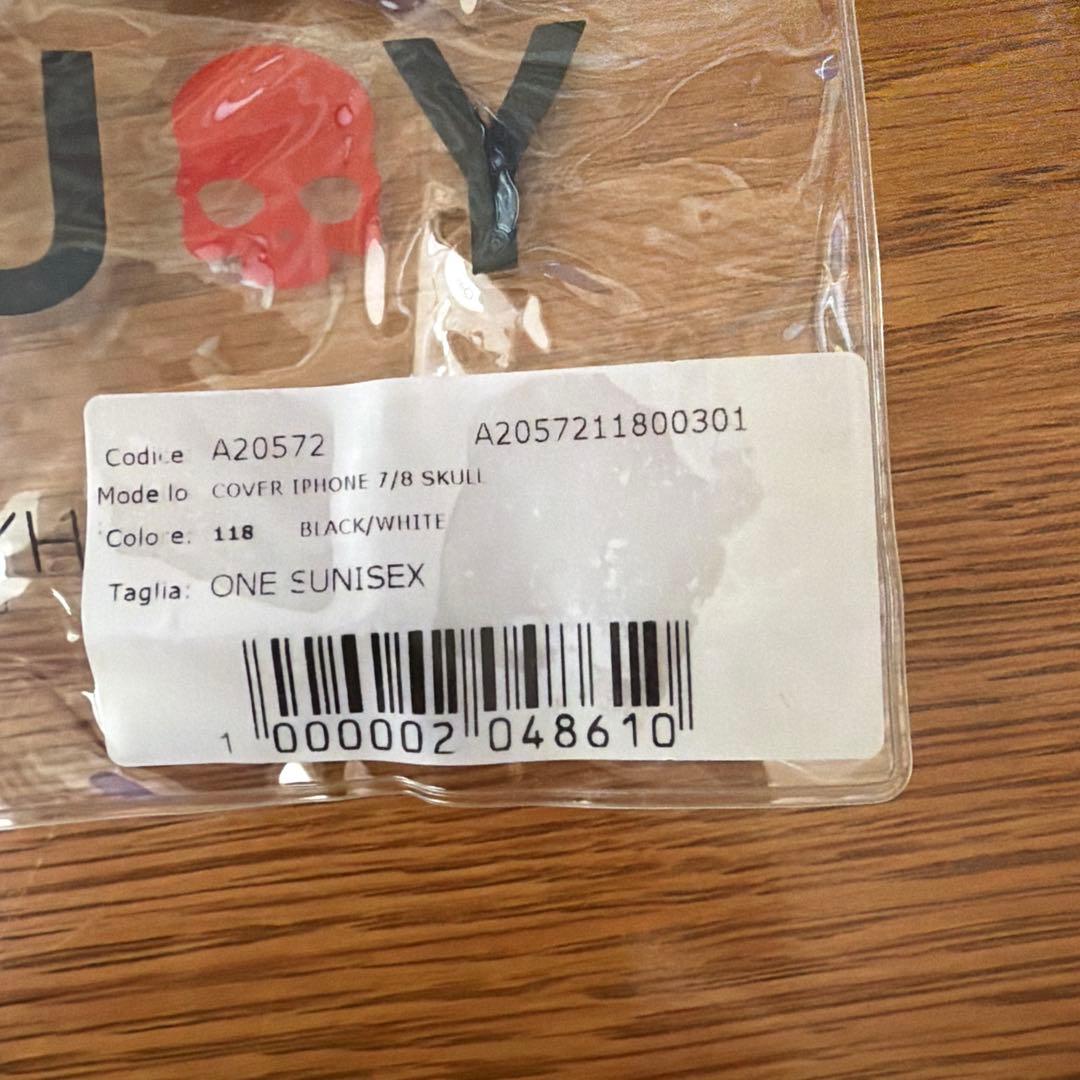 JOY
Codice A20572 A2057211800301
Modello COVER IPHONE 7/8 SKULL
Colore: 118 BLACK/WHITE
Taglia: ONE SUNISEX
1 000002 048610